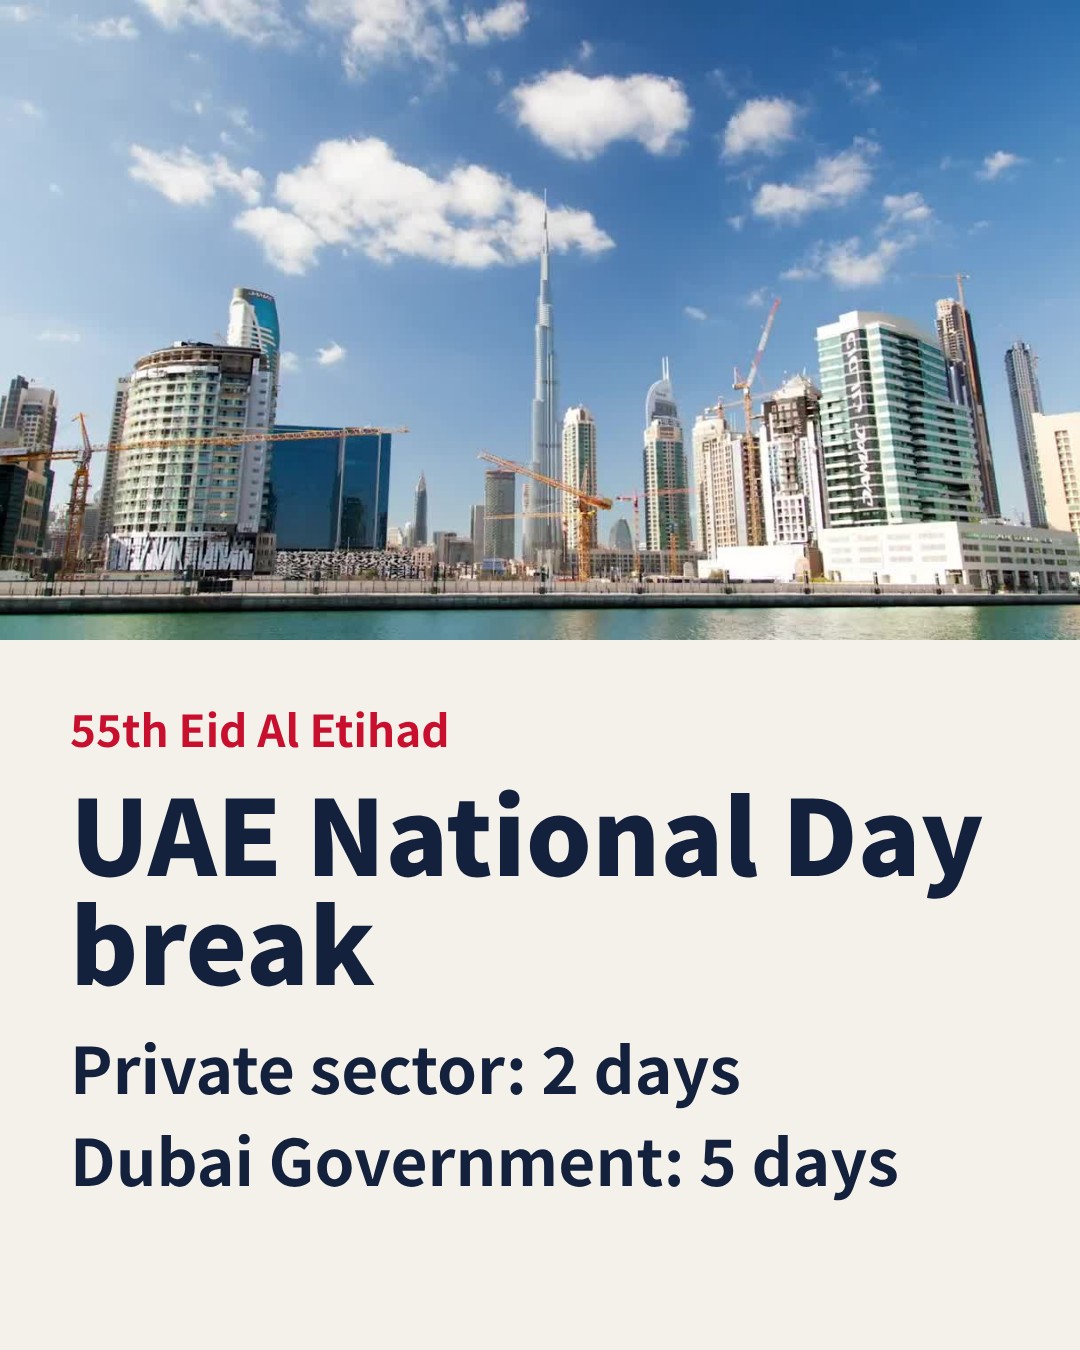 55th Eid Al Etihad
UAE National Day
break
Private sector: 2 days
Dubai Government: 5 days